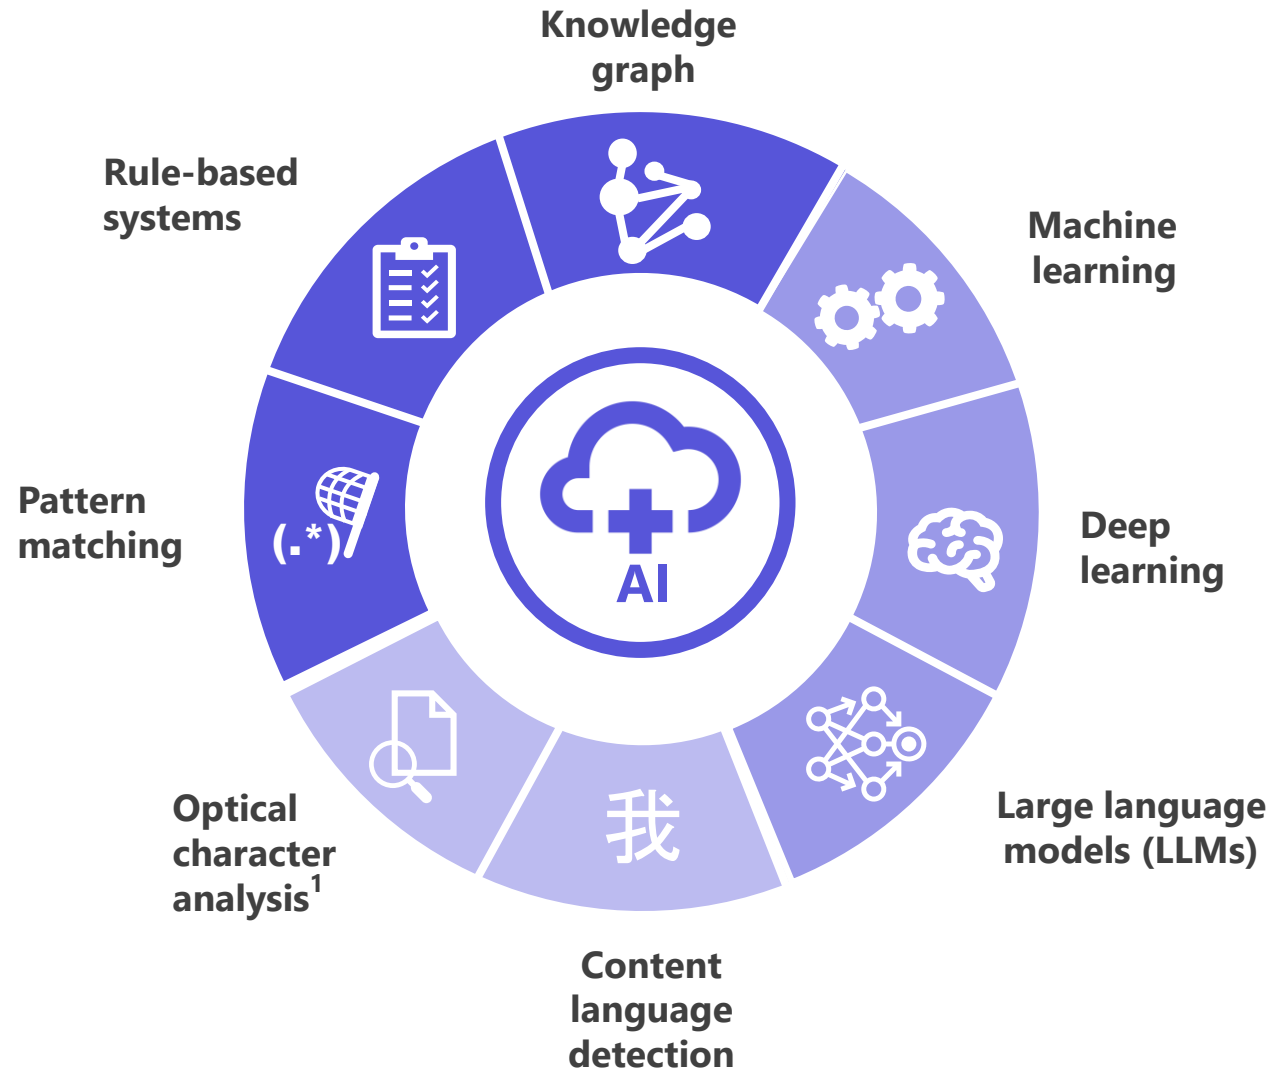 Knowledge
graph
Rule-based
systems
Machine
learning
Pattern
matching
(.*)
AI
Deep
learning
Optical
character
analysis¹
我
Large language
models (LLMs)
Content
language
detection